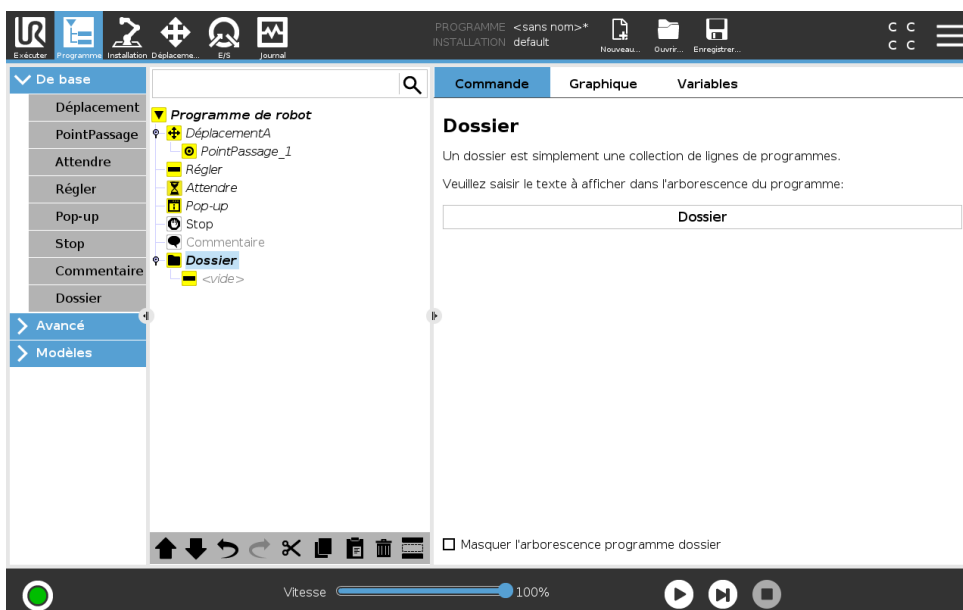 UR
PROGRAMME <sans nom>*
INSTALLATION default
C C
C C
Exécuter Programme Installation Déplaceme... E/S Journal
Nouveau... Ouvrir... Enregistrer...
De base
Déplacement
PointPassage
Attendre
Régler
Pop-up
Stop
Commentaire
Dossier
Avancé
Modèles
Programme de robot
DéplacementA
PointPassage_1
Régler
Attendre
Pop-up
Stop
Commentaire
Dossier
<vide>
Commande Graphique Variables
Dossier
Un dossier est simplement une collection de lignes de programmes.
Veuillez saisir le texte à afficher dans l'arborescence du programme:
Dossier
Masquer l'arborescence programme dossier
Vitesse 100%